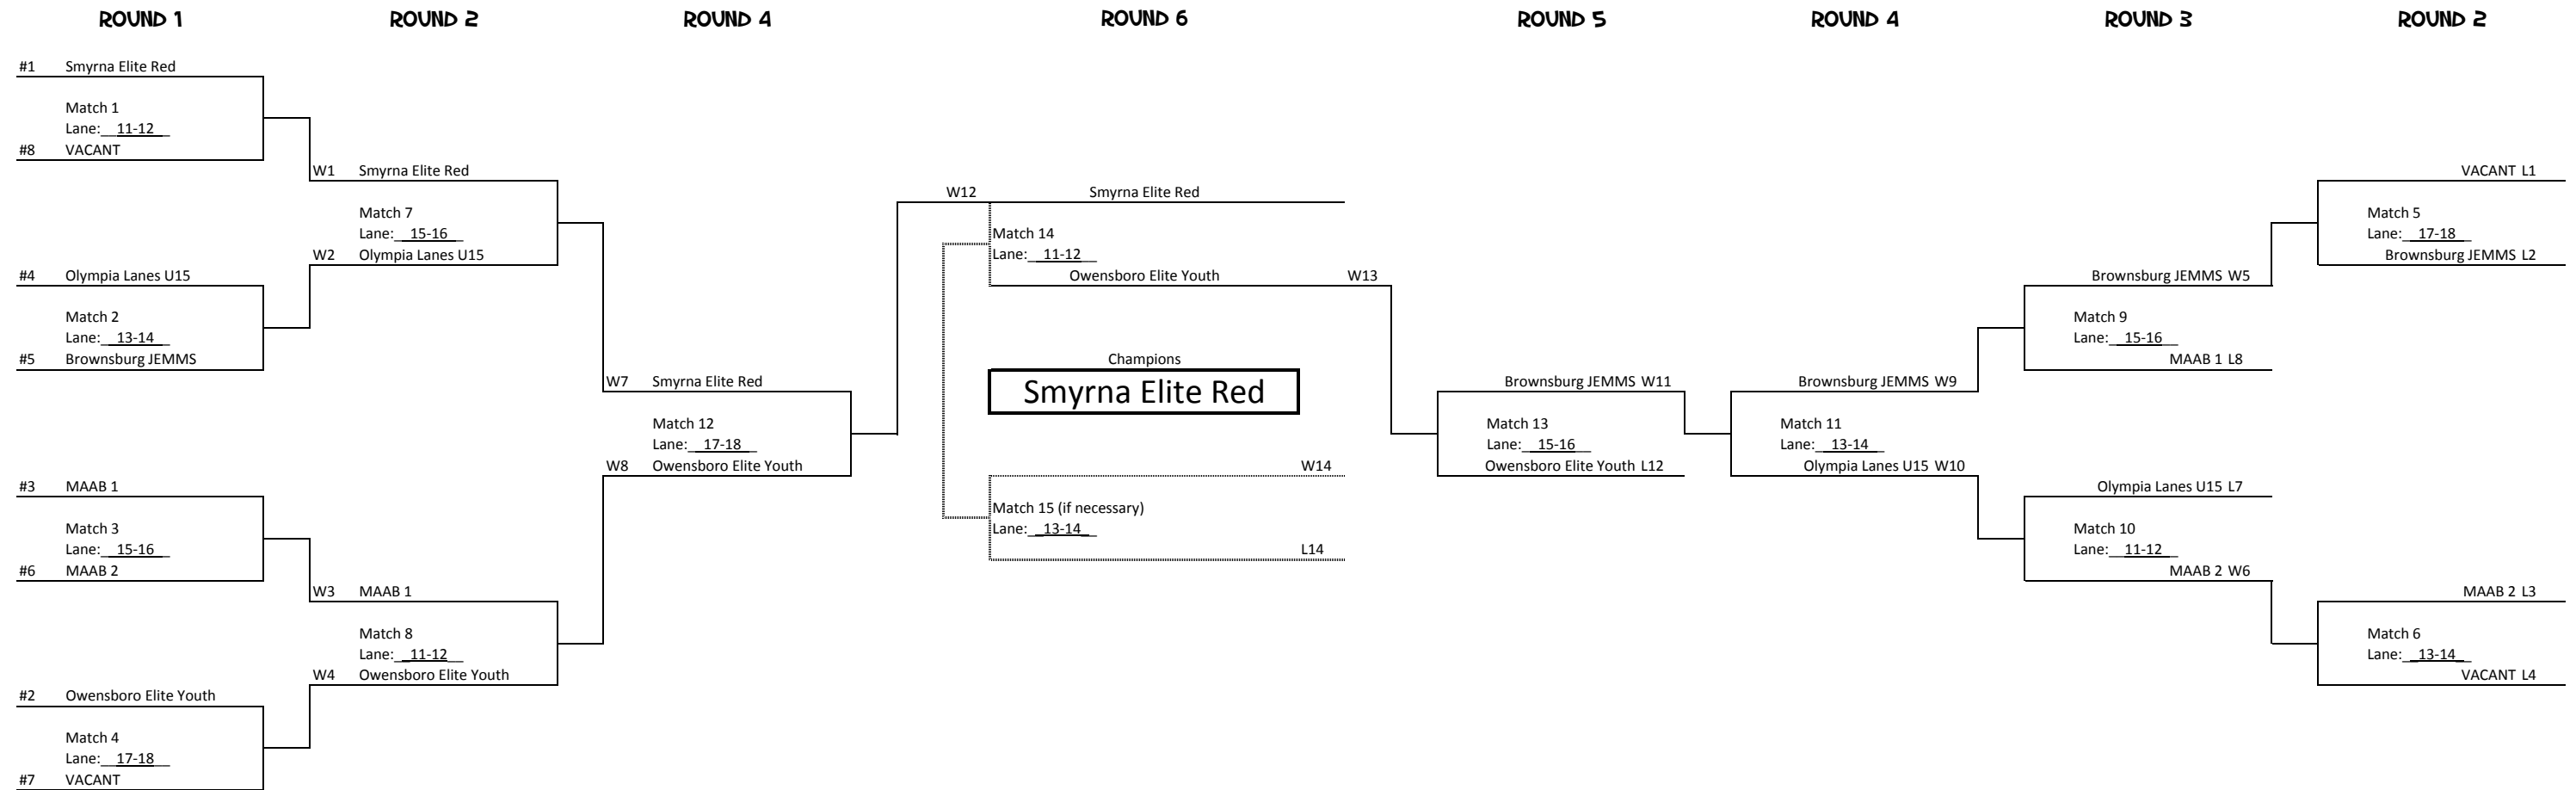 ROUND 1 ROUND 2 ROUND 4 ROUND 6 ROUND 5 ROUND 4 ROUND 3 ROUND 2
#1 Smyrna Elite Red
Match 1
Lane: 11-12
#8 VACANT
W1 Smyrna Elite Red
Match 7
Lane: 15-16
W2 Olympia Lanes U15
#4 Olympia Lanes U15
Match 2
Lane: 13-14
#5 Brownsburg JEMMS
W7 Smyrna Elite Red
Match 12
Lane: 17-18
W8 Owensboro Elite Youth
#3 MAAB 1
Match 3
Lane: 15-16
#6 MAAB 2
W3 MAAB 1
Match 8
Lane: 11-12
W4 Owensboro Elite Youth
#2 Owensboro Elite Youth
Match 4
Lane: 17-18
#7 VACANT
W12 Smyrna Elite Red
Match 14
Lane: 11-12
Owensboro Elite Youth W13
Champions
Smyrna Elite Red
W14
Match 15 (if necessary)
Lane: 13-14
L14
Brownsburg JEMMS W11
Match 13
Lane: 15-16
Owensboro Elite Youth L12
Brownsburg JEMMS W9
Match 11
Lane: 13-14
Olympia Lanes U15 W10
Brownsburg JEMMS W5
Match 9
Lane: 15-16
MAAB 1 L8
Olympia Lanes U15 L7
Match 10
Lane: 11-12
MAAB 2 W6
VACANT L1
Match 5
Lane: 17-18
Brownsburg JEMMS L2
MAAB 2 L3
Match 6
Lane: 13-14
VACANT L4